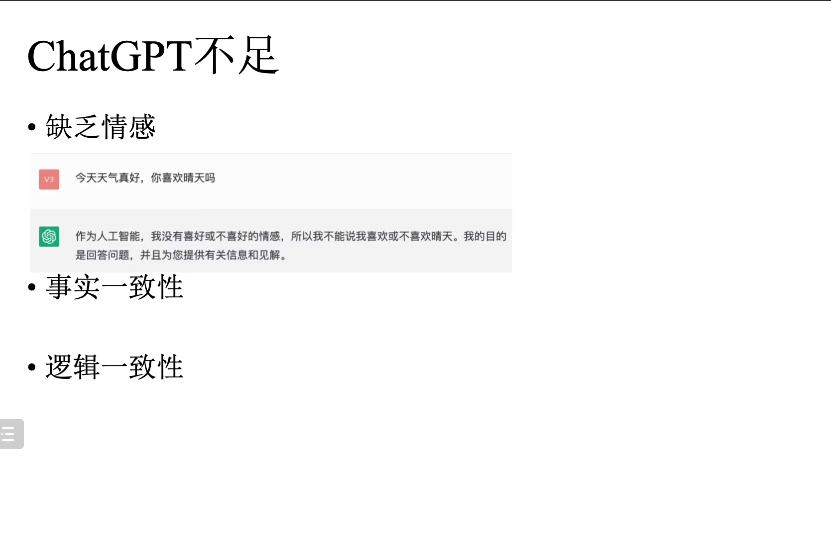 ChatGPT不足
• 缺乏情感
V3
今天天气真好，你喜欢晴天吗
作为人工智能，我没有喜好或不喜好的情感，所以我不能说我喜欢或不喜欢晴天。我的目的
是回答问题，并且为您提供有关信息和见解。
• 事实一致性
• 逻辑一致性